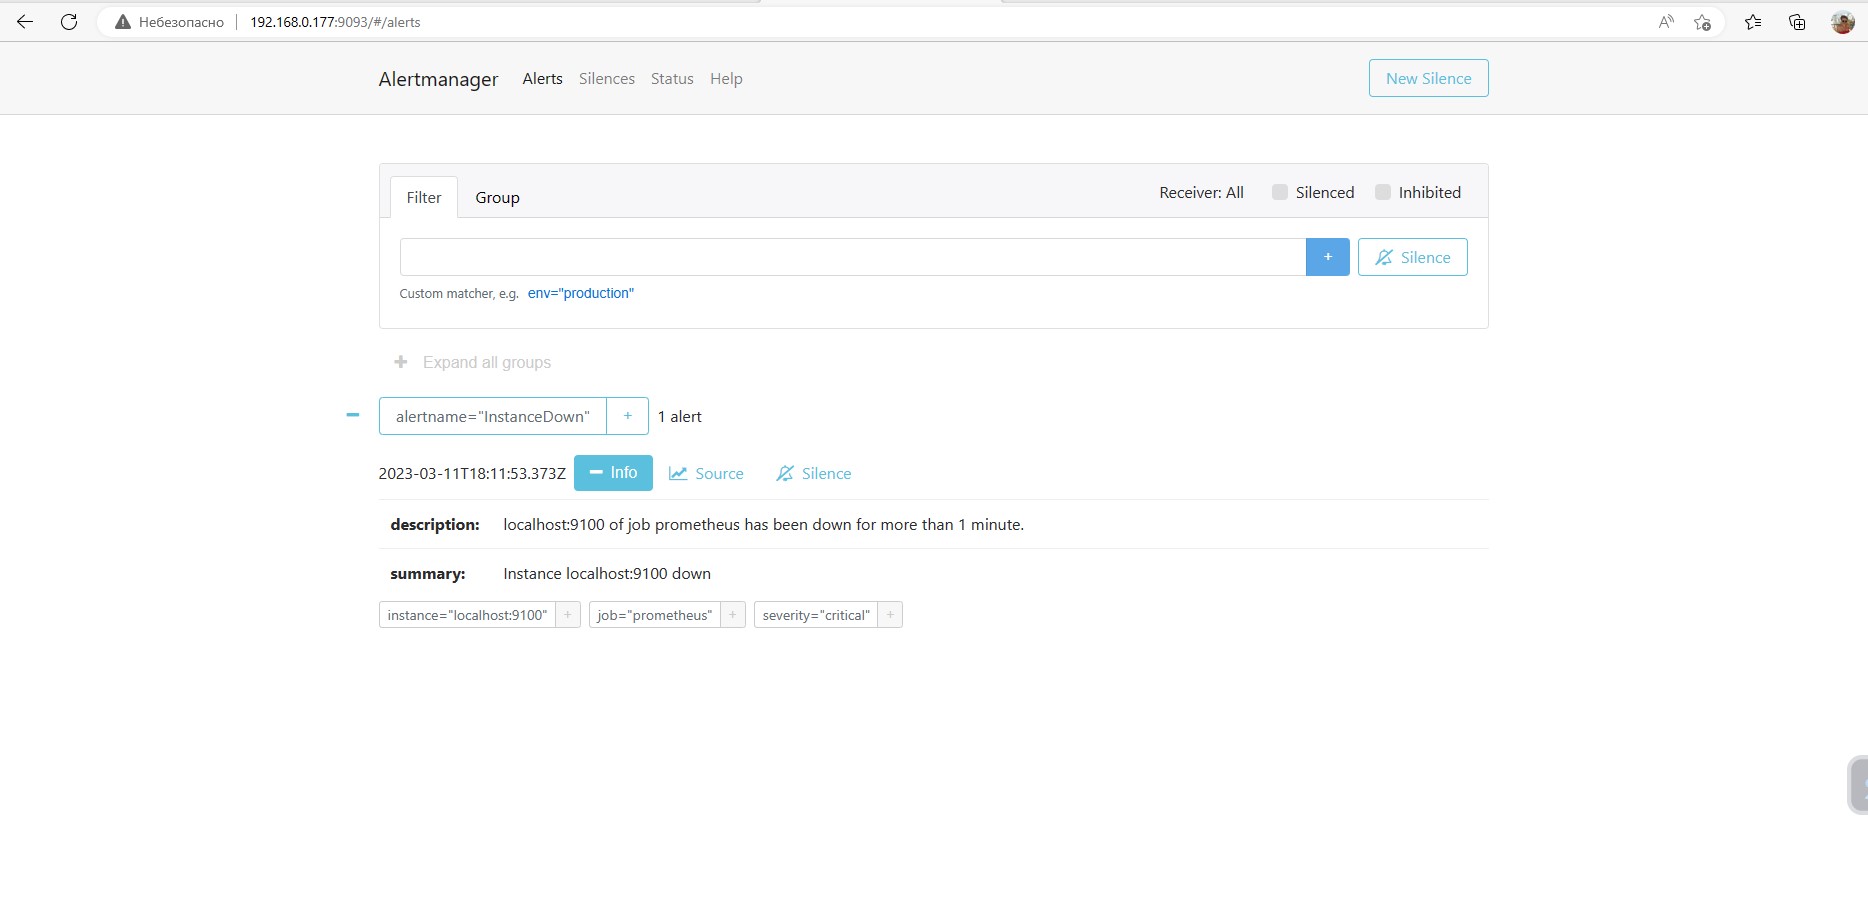 Небезопасно 192.168.0.177:9093/#/alerts
Alertmanager Alerts Silences Status Help New Silence
Filter Group Receiver: All Silenced Inhibited
+ Silence
Custom matcher, e.g. env="production"
+ Expand all groups
alertname="InstanceDown" + 1 alert
2023-03-11T18:11:53.373Z Info Source Silence
description: localhost:9100 of job prometheus has been down for more than 1 minute.
summary: Instance localhost:9100 down
instance="localhost:9100" + job="prometheus" + severity="critical" +